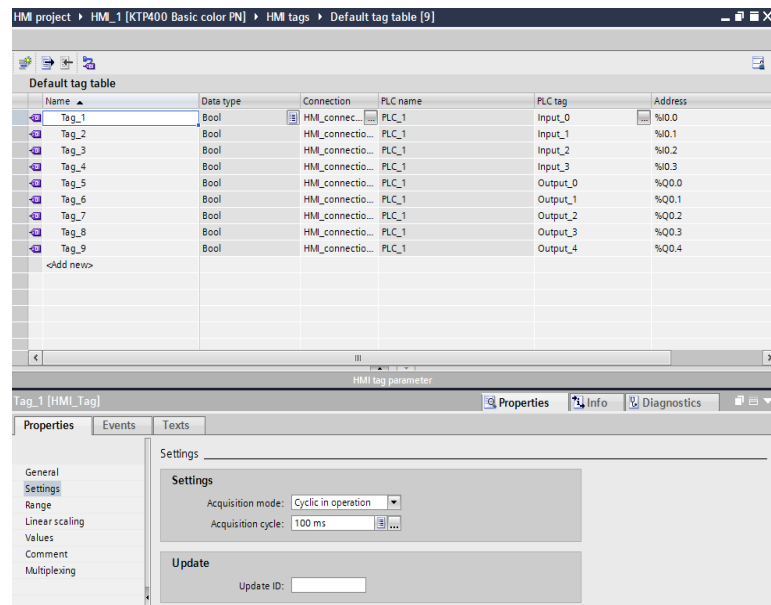 HMI project ▸ HMI_1 [KTP400 Basic color PN] ▸ HMI tags ▸ Default tag table [9]
Default tag table
Name Data type Connection PLC name PLC tag Address
Tag_1 Bool HMI_connec... PLC_1 Input_0 %I0.0
Tag_2 Bool HMI_connectio... PLC_1 Input_1 %I0.1
Tag_3 Bool HMI_connectio... PLC_1 Input_2 %I0.2
Tag_4 Bool HMI_connectio... PLC_1 Input_3 %I0.3
Tag_5 Bool HMI_connectio... PLC_1 Output_0 %Q0.0
Tag_6 Bool HMI_connectio... PLC_1 Output_1 %Q0.1
Tag_7 Bool HMI_connectio... PLC_1 Output_2 %Q0.2
Tag_8 Bool HMI_connectio... PLC_1 Output_3 %Q0.3
Tag_9 Bool HMI_connectio... PLC_1 Output_4 %Q0.4
<Add new>
HMI tag parameter
Tag_1 [HMI_Tag] Properties Info Diagnostics
Properties Events Texts
Settings
General
Settings
Range
Linear scaling
Values
Comment
Multiplexing
Settings
Acquisition mode: Cyclic in operation
Acquisition cycle: 100 ms ...
Update
Update ID: